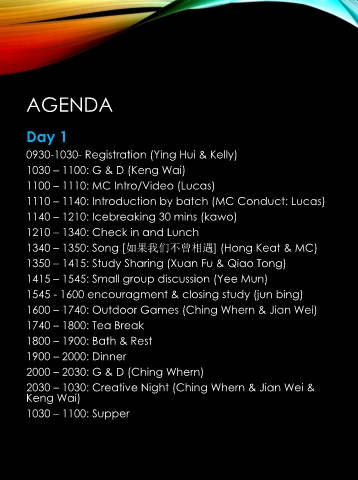 AGENDA
Day 1
0930-1030- Registration (Ying Hui & Kelly)
1030 – 1100: G & D (Keng Wai)
1100 – 1110: MC Intro/Video (Lucas)
1110 – 1140: Introduction by batch (MC Conduct: Lucas)
1140 – 1210: Icebreaking 30 mins (kawo)
1210 – 1340: Check in and Lunch
1340 – 1350: Song [如果我们不曾相遇] (Hong Keat & MC)
1350 – 1415: Study Sharing (Xuan Fu & Qiao Tong)
1415 – 1545: Small group discussion (Yee Mun)
1545 - 1600 encouragment & closing study (jun bing)
1600 – 1740: Outdoor Games (Ching Whern & Jian Wei)
1740 – 1800: Tea Break
1800 – 1900: Bath & Rest
1900 – 2000: Dinner
2000 – 2030: G & D (Ching Whern)
2030 – 1030: Creative Night (Ching Whern & Jian Wei &
Keng Wai)
1030 – 1100: Supper